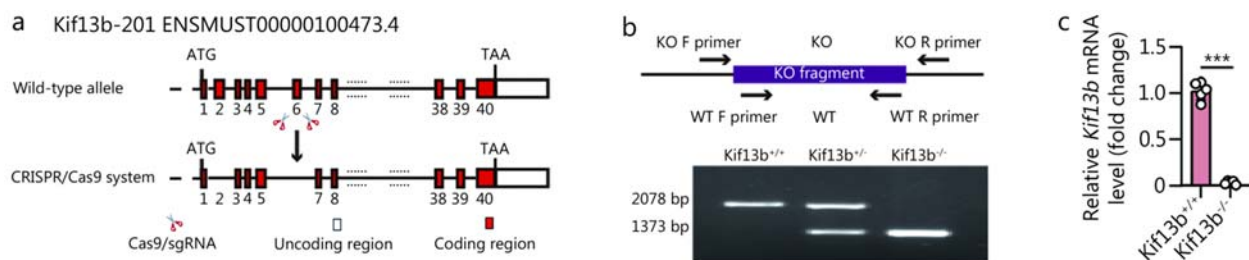 a Kif13b-201 ENSMUST00000100473.4
ATG TAA
Wild-type allele
1 2 3 4 5 6 7 8 38 39 40
ATG TAA
CRISPR/Cas9 system
1 2 3 4 5 7 8 38 39 40
Cas9/sgRNA Uncoding region Coding region
b
KO F primer KO KO R primer
KO fragment
WT F primer WT WT R primer
Kif13b+/+ Kif13b+/- Kif13b-/-
2078 bp
1373 bp
c
Relative Kif13b mRNA
level (fold change)
1.5
1.0
0.5
0
***
Kif13b+/+
Kif13b-/-